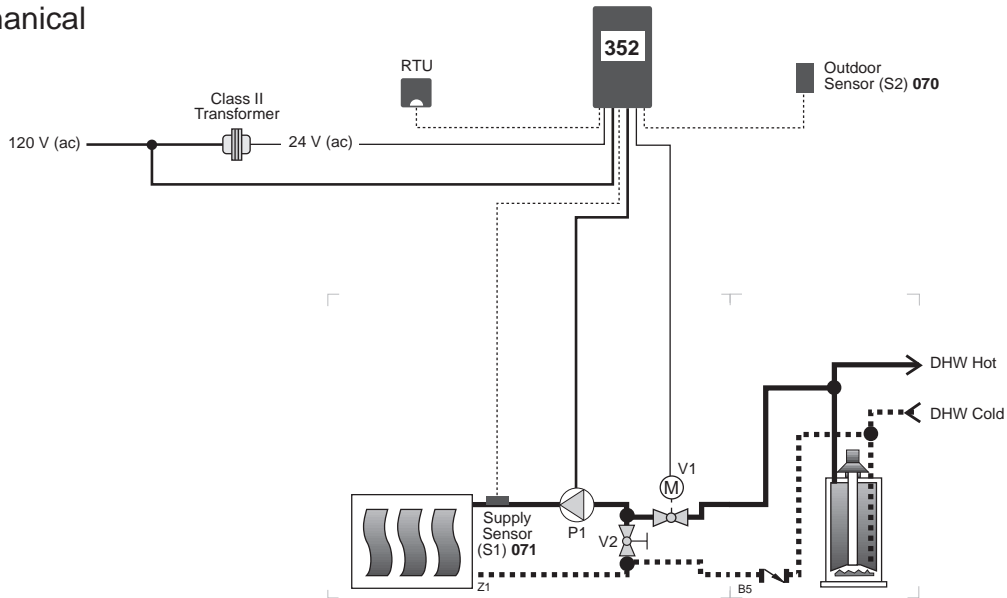 hanical
352
RTU
Outdoor
Sensor (S2) 070
Class II
Transformer
120 V (ac)
24 V (ac)
DHW Hot
DHW Cold
V1
M
Supply
Sensor
(S1) 071
P1
V2
Z1
B5